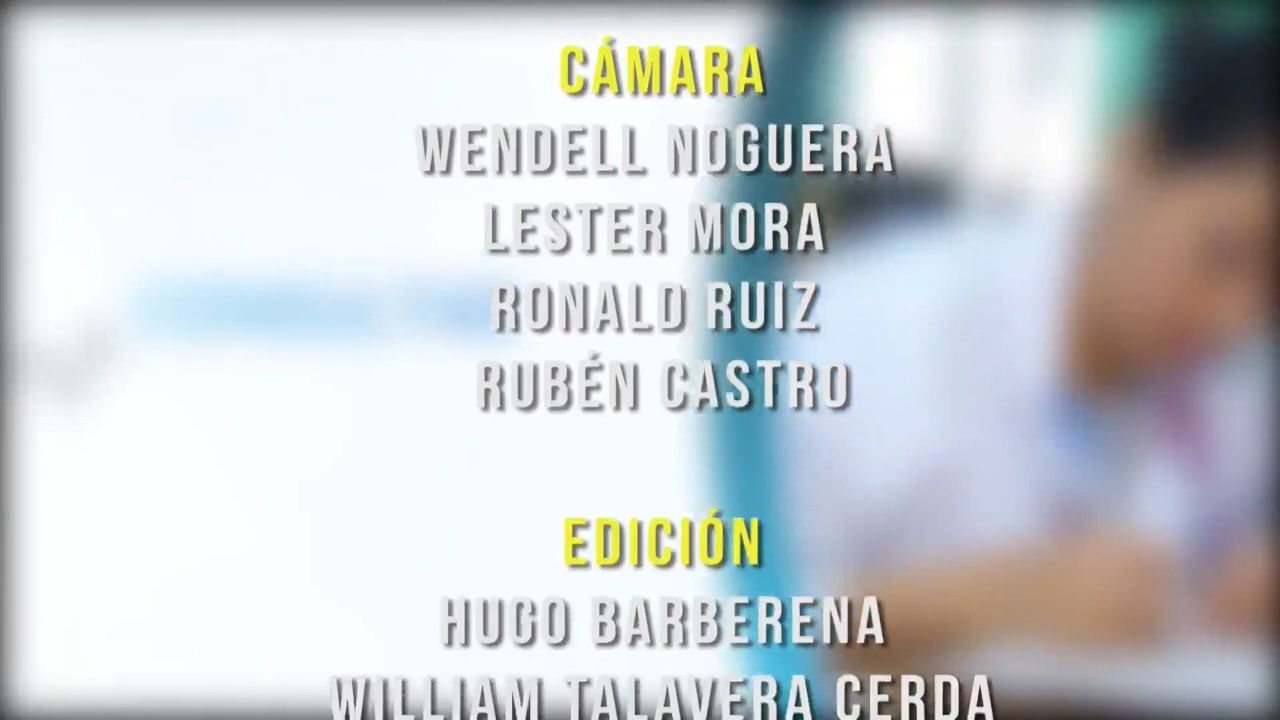 CÁMARA
WENDELL NOGUERA
LESTER MORA
RONALD RUIZ
RUBÉN CASTRO
EDICIÓN
HUGO BARBERENA
WILLIAM TALAVERA CERDA